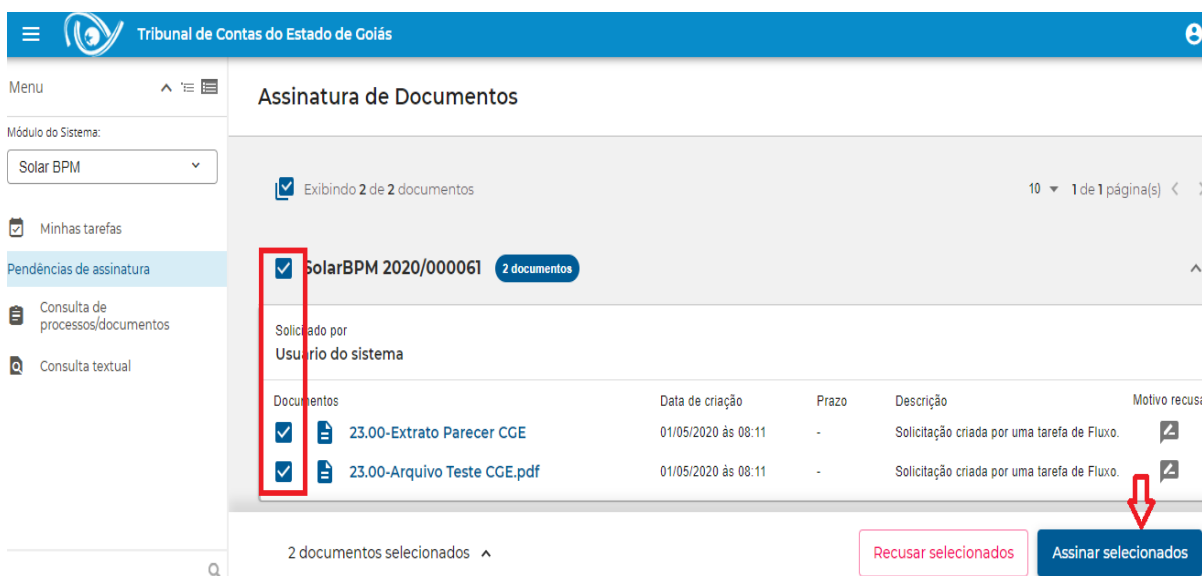 Tribunal de Contas do Estado de Goiás
Menu
Módulo do Sistema:
Solar BPM
Minhas tarefas
Pendências de assinatura
Consulta de
processos/documentos
Consulta textual
Assinatura de Documentos
Exibindo 2 de 2 documentos
10 1 de 1 página(s)
SolarBPM 2020/000061 2 documentos
Solicitado por
Usuário do sistema
Documentos Data de criação Prazo Descrição Motivo recusa
23.00-Extrato Parecer CGE 01/05/2020 às 08:11 - Solicitação criada por uma tarefa de Fluxo.
23.00-Arquivo Teste CGE.pdf 01/05/2020 às 08:11 - Solicitação criada por uma tarefa de Fluxo.
2 documentos selecionados Recusar selecionados Assinar selecionados